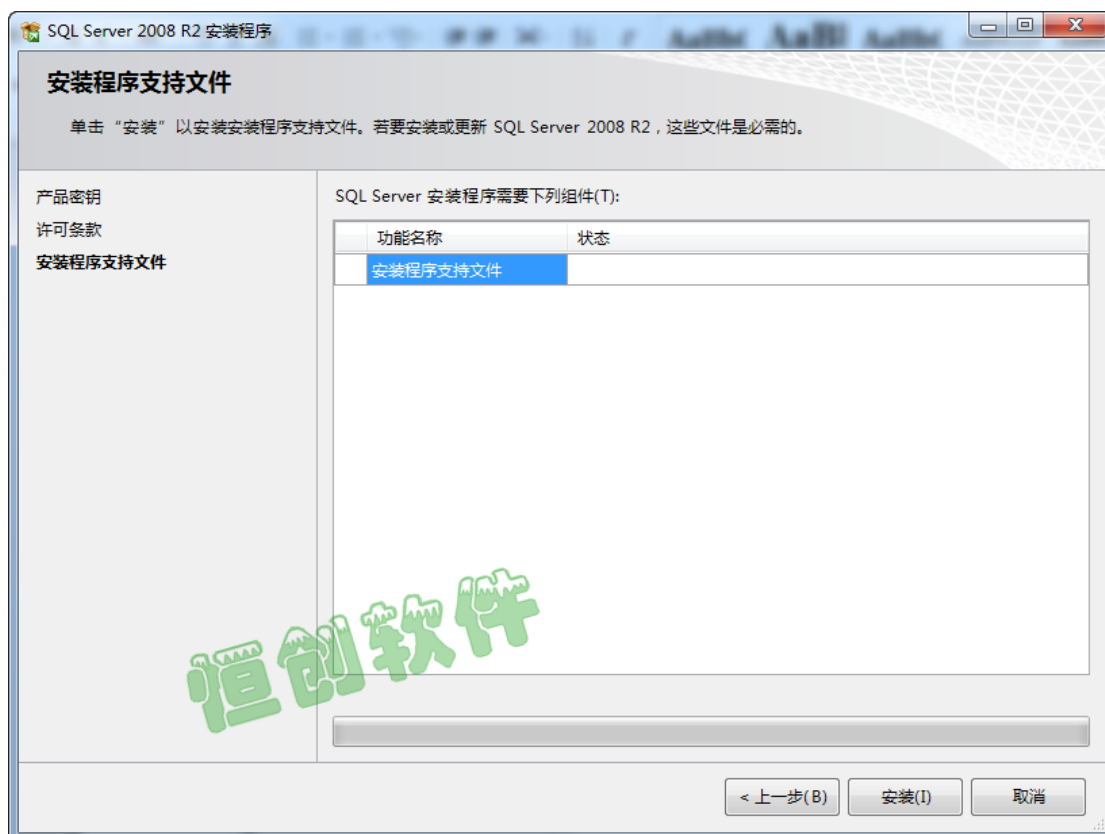 SQL Server 2008 R2 安装程序
安装程序支持文件
单击“安装”以安装安装程序支持文件。若要安装或更新 SQL Server 2008 R2，这些文件是必需的。
产品密钥
许可条款
安装程序支持文件
SQL Server 安装程序需要下列组件(T):
功能名称 状态
安装程序支持文件
恒创软件
< 上一步(B) 安装(I) 取消